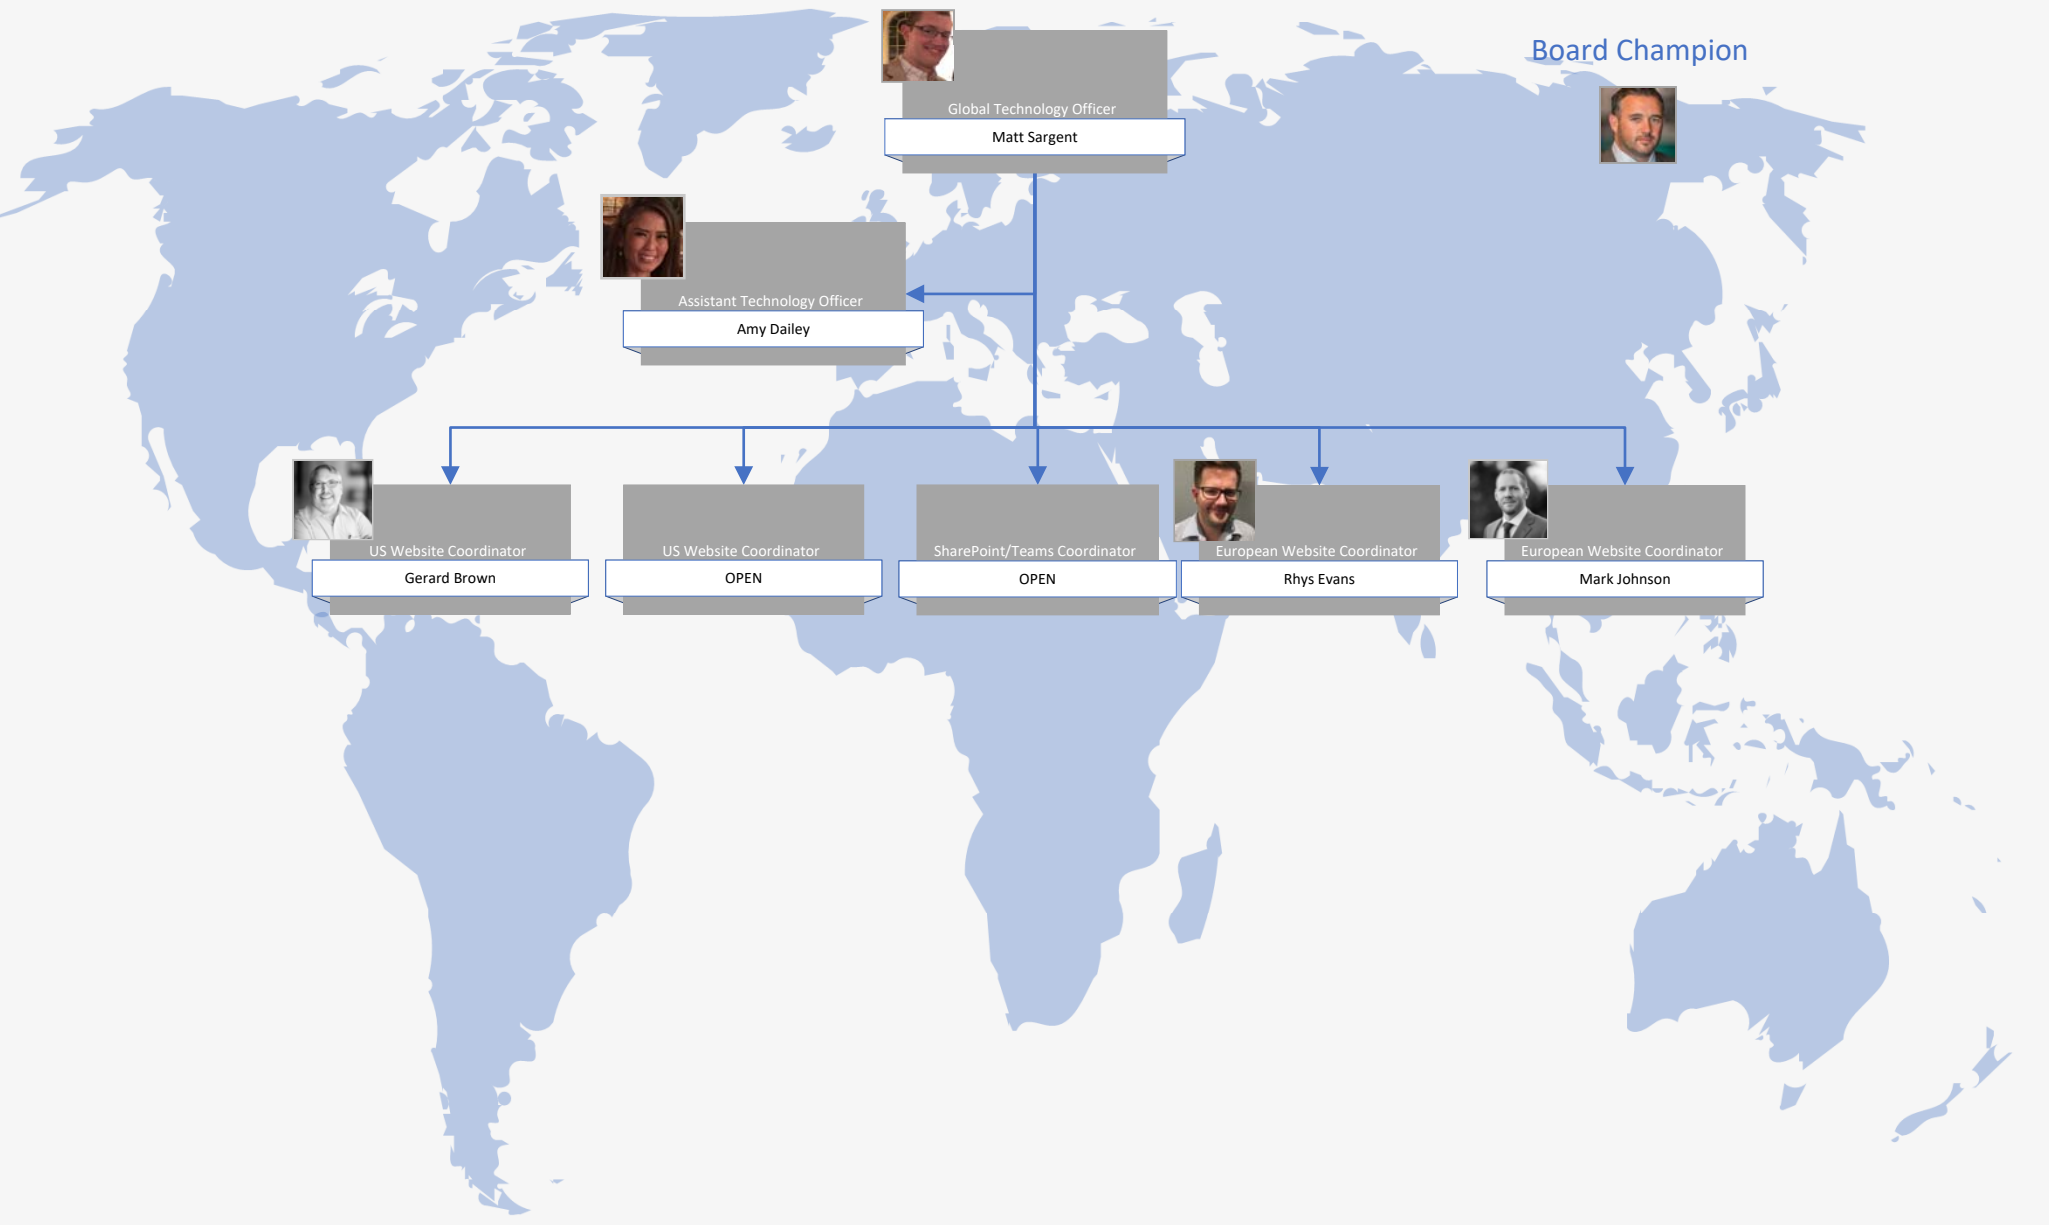 Board Champion
Global Technology Officer
Matt Sargent
Assistant Technology Officer
Amy Dailey
US Website Coordinator
Gerard Brown
US Website Coordinator
OPEN
SharePoint/Teams Coordinator
OPEN
European Website Coordinator
Rhys Evans
European Website Coordinator
Mark Johnson